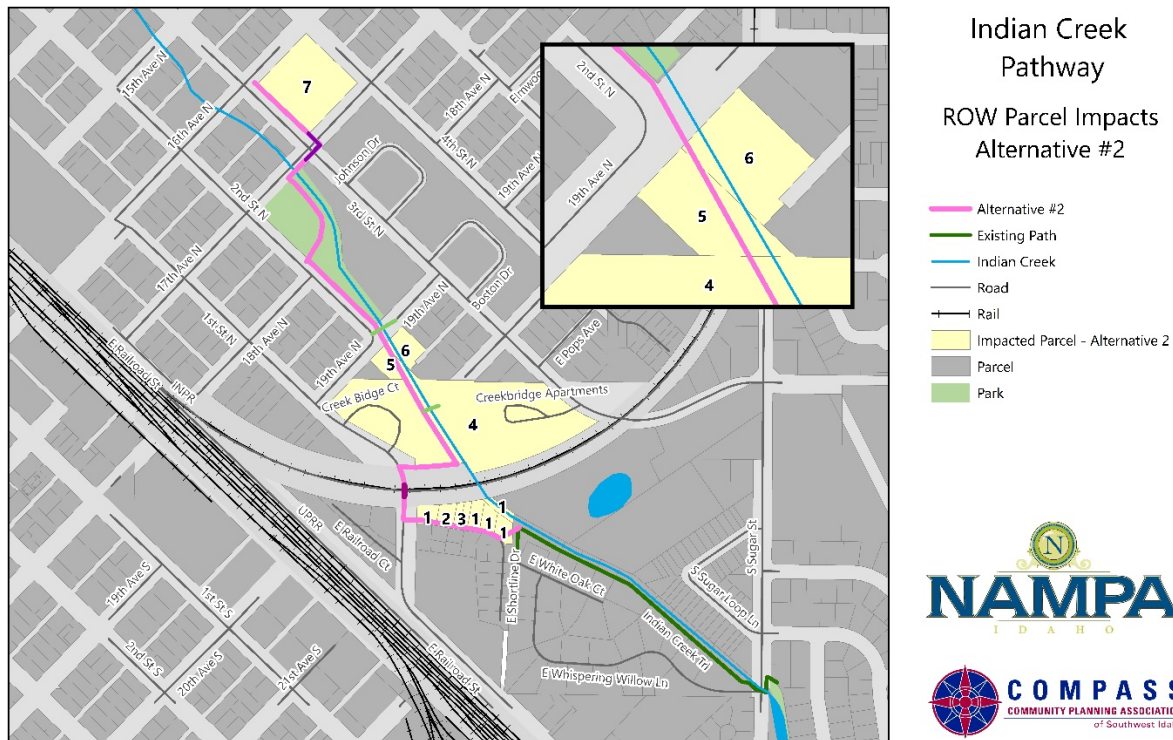 Indian Creek
Pathway
ROW Parcel Impacts
Alternative #2
Alternative #2
Existing Path
Indian Creek
Road
Rail
Impacted Parcel - Alternative 2
Parcel
Park
N
NAMPA
IDAHO
COMPASS
COMMUNITY PLANNING ASSOCIATION
of Southwest Idaho
15th Ave N
16th Ave N
7
18th Ave N
Elmwood
4th St N
19th Ave N
Johnson Dr
3rd St N
2nd St N
Boston Dr
17th Ave N
1st St N
18th Ave N
19th Ave N
19th Ave N
E Railroad St
INPR
6
5
E Pops Ave
Creek Bidge Ct
Creekbridge Apartments
4
2nd St N
19th Ave N
6
5
4
1
1
2
3
1
1
1
UPRR
E Railroad Ct
E Shortline Dr
E White Oak Ct
S Sugar St
S Sugar Loop Ln
Indian Creek Trl
E Whispering Willow Ln
E Railroad St
19th Ave S
1st St S
2nd St S
20th Ave S
21st Ave S